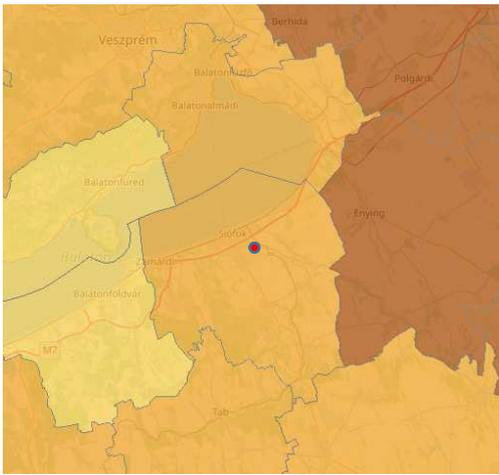 Berhida
Veszprém
Balatonfűzfő
Polgárdi
Balatonalmádi
Balatonfüred
Enying
Siófok
Zamárdi
Balatonföldvár
M7
Tab